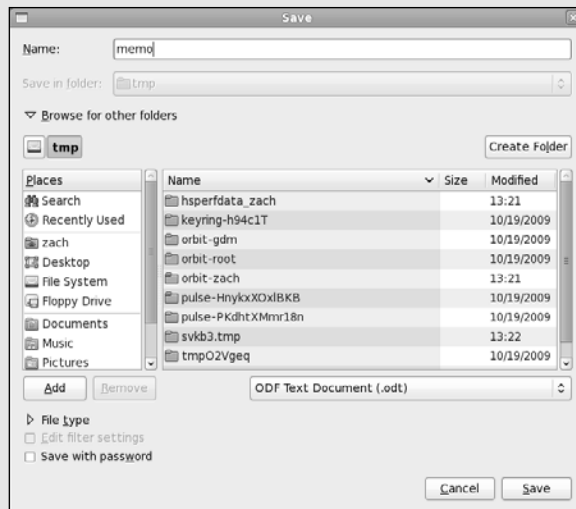 Save
Name: memo
Save in folder: tmp
Browse for other folders
tmp Create Folder
Places Name Size Modified
Search hsperfdata_zach 13:21
Recently Used keyring-h94c1T 10/19/2009
zach orbit-gdm 10/19/2009
Desktop orbit-root 10/19/2009
File System orbit-zach 13:21
Floppy Drive pulse-HnykxXOxlBKB 10/19/2009
Documents pulse-PKdhtXMmr18n 10/19/2009
Music svkb3.tmp 13:22
Pictures tmpO2Vgeq 10/19/2009
Add Remove ODF Text Document (.odt)
File type
Edit filter settings
Save with password
Cancel Save